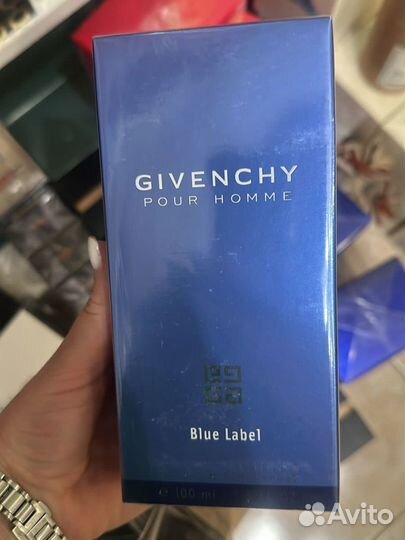 GIVENCHY
POUR HOMME
Blue Label
e 100 ml
Avito